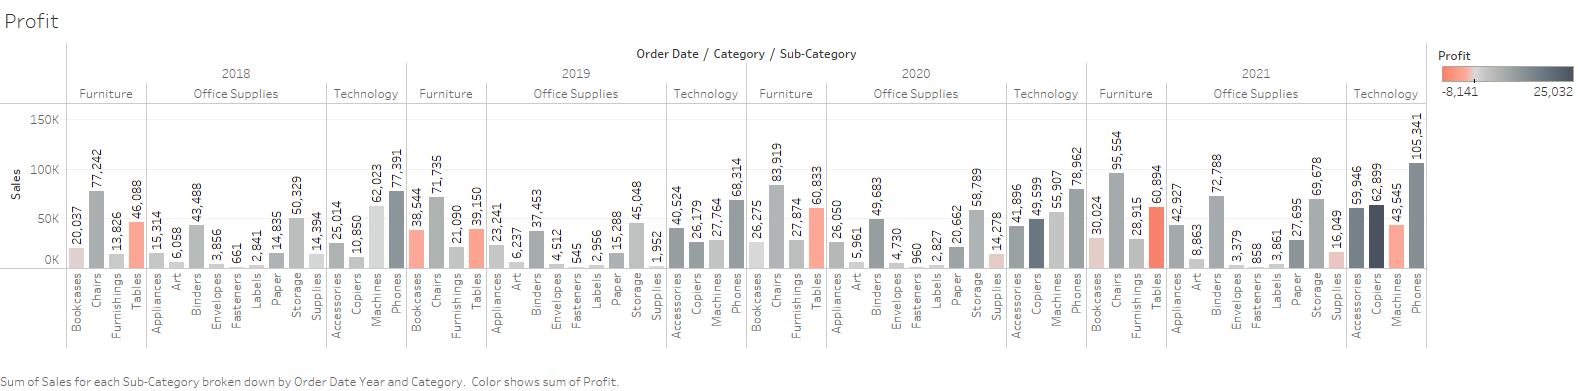 Profit
Order Date / Category / Sub-Category
Profit
2018 2019 2020 2021
-8,141 25,032
Furniture Office Supplies Technology Furniture Office Supplies Technology Furniture Office Supplies Technology Furniture Office Supplies Technology
Sales
150K
100K
50K
0K
20,037 77,242 13,826 46,088 15,314 6,058 43,488 3,856 661 2,841 14,835 50,329 14,394 25,014 10,850 62,023 77,391
38,544 71,735 21,090 39,150 23,241 6,237 37,453 4,512 545 2,956 15,288 45,048 1,952 40,524 26,179 27,764 68,314
26,275 83,919 27,874 60,833 26,050 5,961 49,683 4,730 960 2,827 20,662 58,789 14,278 41,896 49,599 55,907 78,962
30,024 95,554 28,915 60,894 42,927 8,863 72,788 3,379 858 3,861 27,695 69,678 16,049 59,946 62,899 43,545 105,341
Bookcases Chairs Furnishings Tables Appliances Art Binders Envelopes Fasteners Labels Paper Storage Supplies Accessories Copiers Machines Phones
Bookcases Chairs Furnishings Tables Appliances Art Binders Envelopes Fasteners Labels Paper Storage Supplies Accessories Copiers Machines Phones
Bookcases Chairs Furnishings Tables Appliances Art Binders Envelopes Fasteners Labels Paper Storage Supplies Accessories Copiers Machines Phones
Bookcases Chairs Furnishings Tables Appliances Art Binders Envelopes Fasteners Labels Paper Storage Supplies Accessories Copiers Machines Phones
Sum of Sales for each Sub-Category broken down by Order Date Year and Category. Color shows sum of Profit.